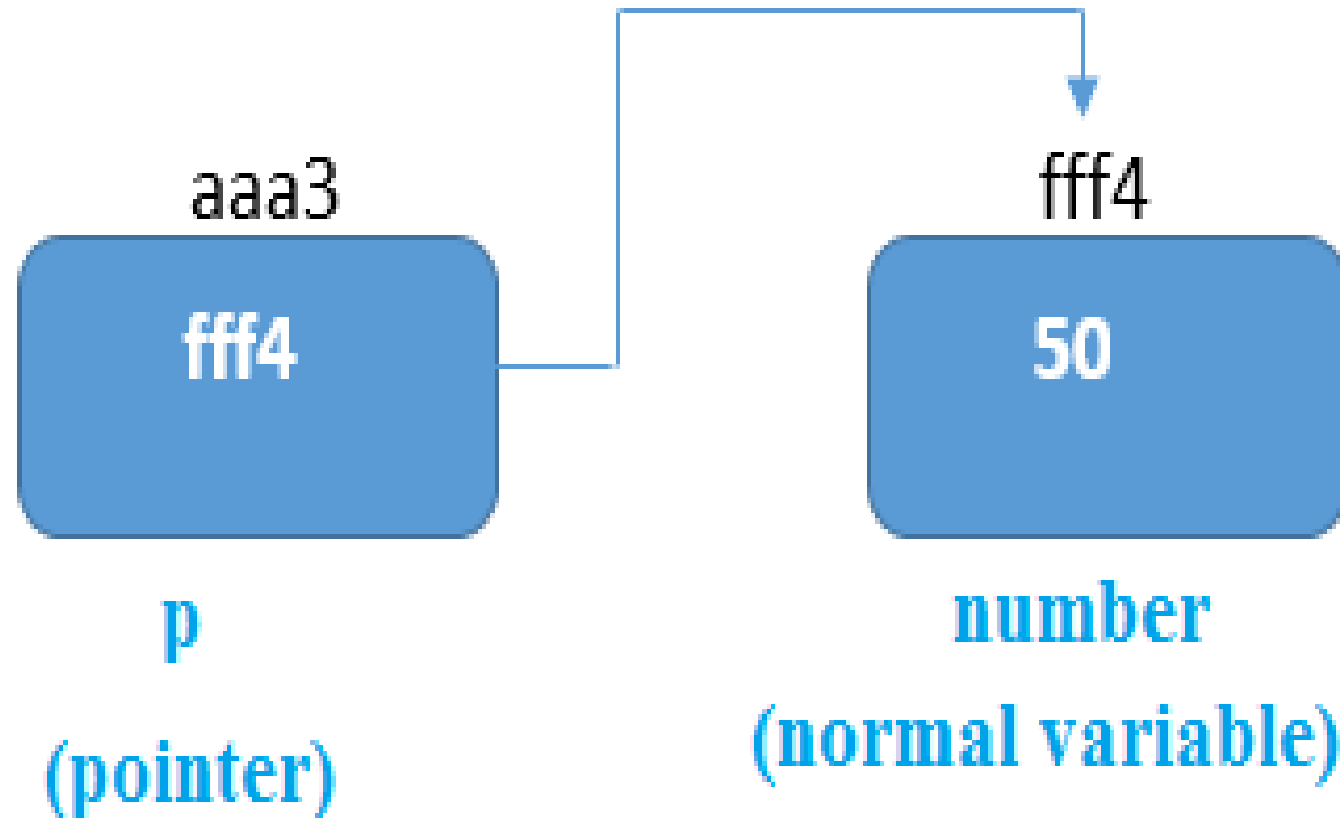 aaa3
fff4
fff4
50
p
number
(pointer)
(normal variable)